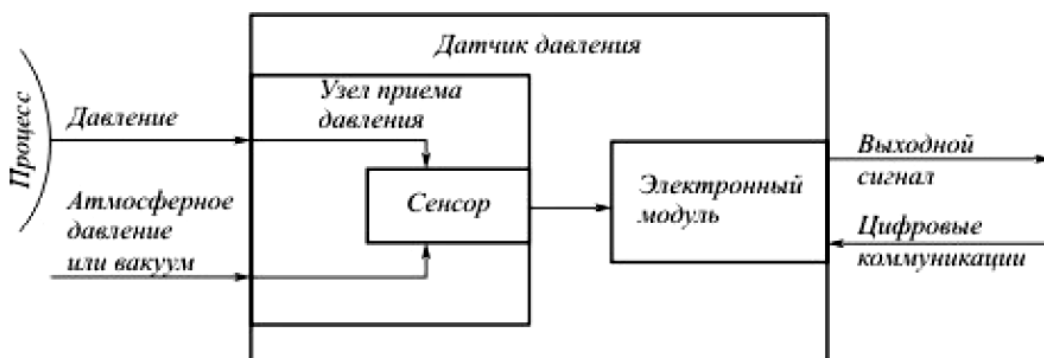 Датчик давления
Процесс
Давление
Узел приема
давления
Атмосферное
давление
или вакуум
Сенсор
Электронный
модуль
Выходной
сигнал
Цифровые
коммуникации